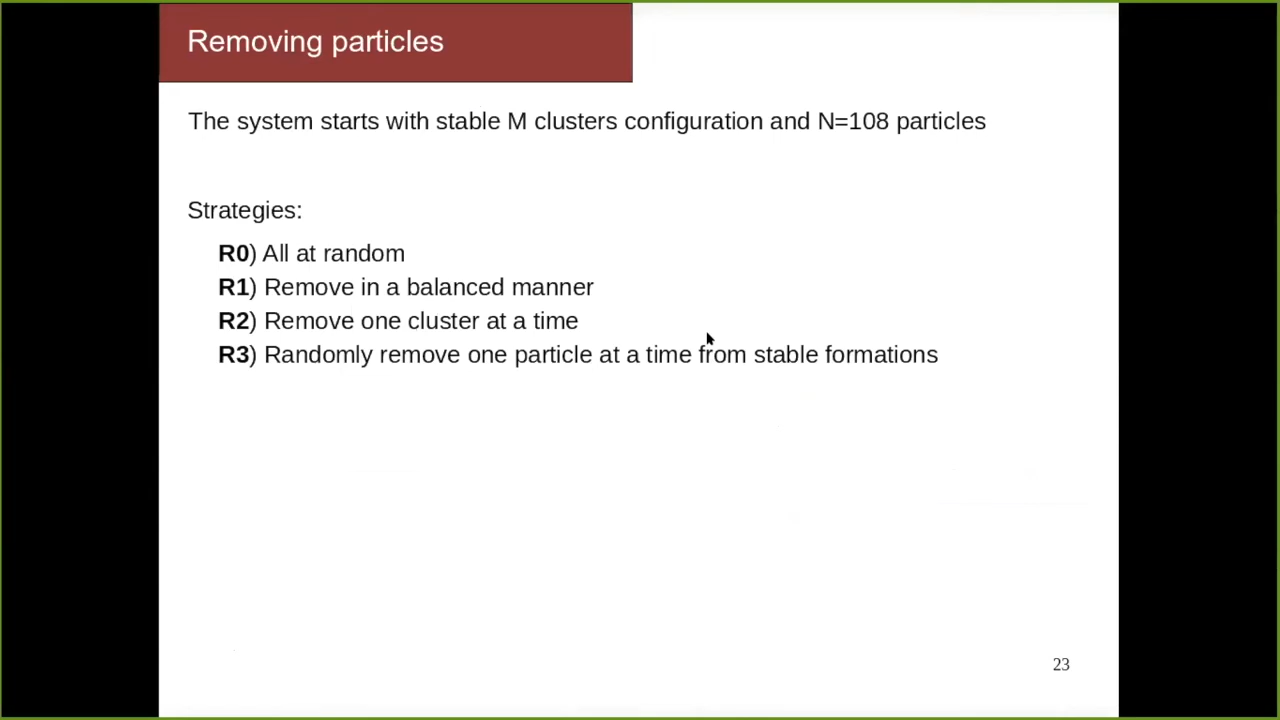 Removing particles
The system starts with stable M clusters configuration and N=108 particles
Strategies:
R0) All at random
R1) Remove in a balanced manner
R2) Remove one cluster at a time
R3) Randomly remove one particle at a time from stable formations
23